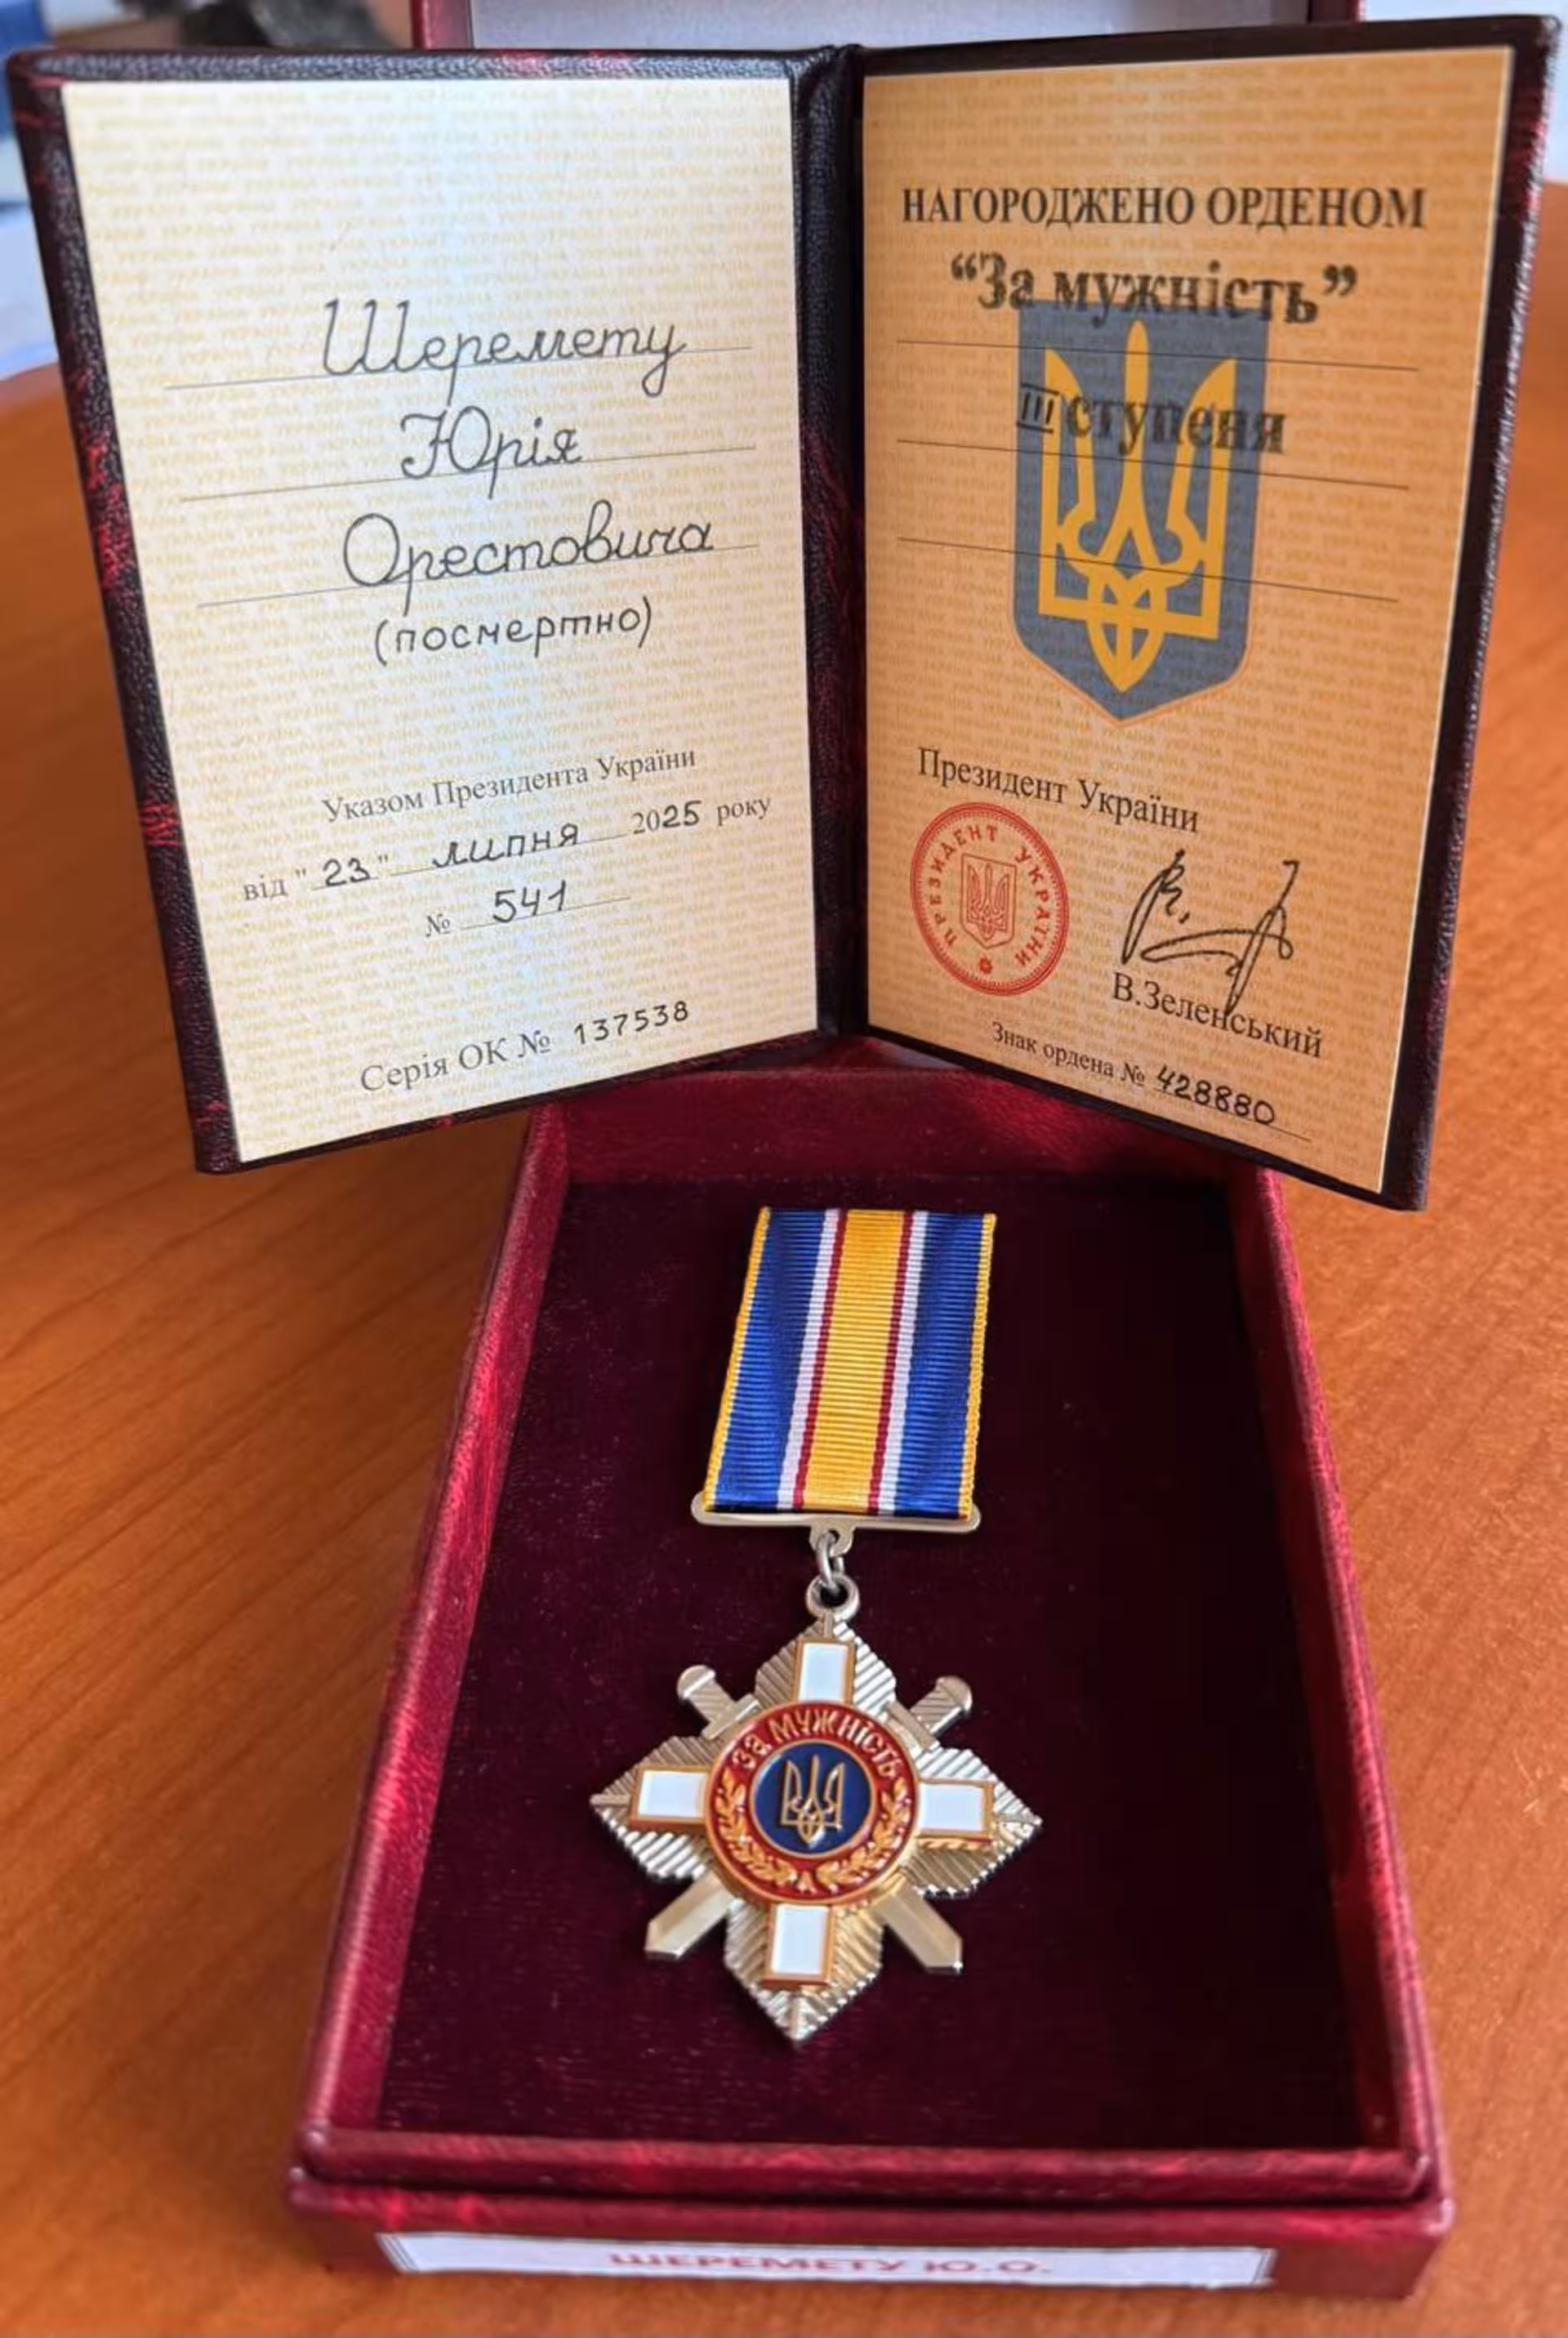 Шеремету
Юрія
Орестовича
(посмертно)
Указом Президента України
від "23" липня 2025 року
№ 541
Серія ОК № 137538
НАГОРОДЖЕНО ОРДЕНОМ
“За мужність”
III ступеня
Президент України
ПРЕЗИДЕНТ УКРАЇНИ
В.Зеленський
Знак ордена № 428880
ЗА МУЖНІСТЬ
ШЕРЕМЕТУ Ю.О.